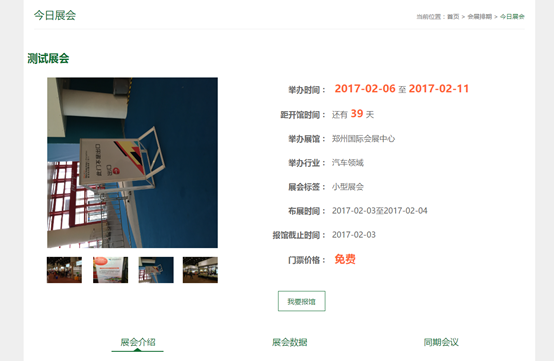 今日展会
当前位置：首页 > 会展排期 > 今日展会
测试展会
举办时间： 2017-02-06 至 2017-02-11
距开馆时间： 还有 39 天
举办展馆： 郑州国际会展中心
举办行业： 汽车领域
展会标签： 小型展会
布展时间： 2017-02-03至2017-02-04
报馆截止时间： 2017-02-03
门票价格： 免费
我要报馆
展会介绍
展会数据
同期会议